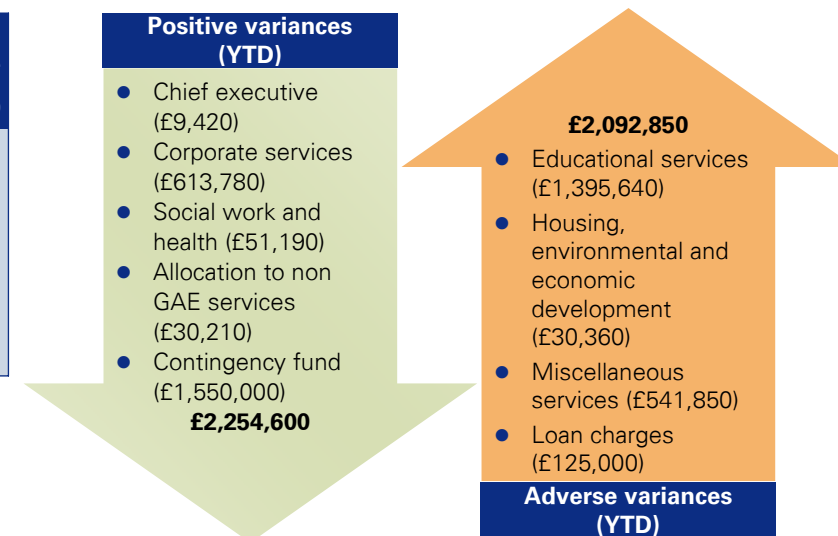 Positive variances
(YTD)
● Chief executive
(£9,420)
● Corporate services
(£613,780)
● Social work and
health (£51,190)
● Allocation to non
GAE services
(£30,210)
● Contingency fund
(£1,550,000)
£2,254,600
£2,092,850
● Educational services
(£1,395,640)
● Housing,
environmental and
economic
development
(£30,360)
● Miscellaneous
services (£541,850)
● Loan charges
(£125,000)
Adverse variances
(YTD)